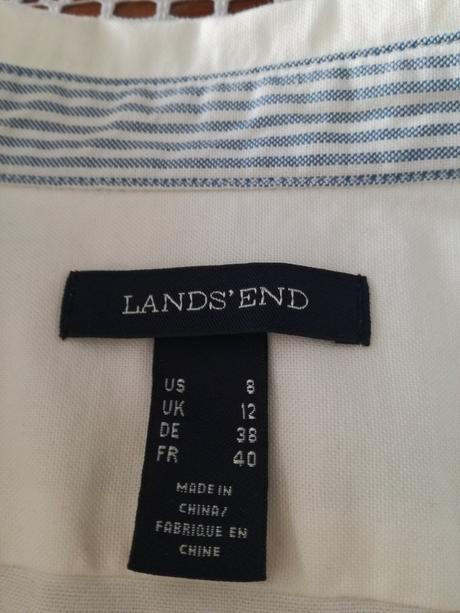 LANDS' END
US 8
UK 12
DE 38
FR 40
MADE IN
CHINA/
FABRIQUE EN
CHINE